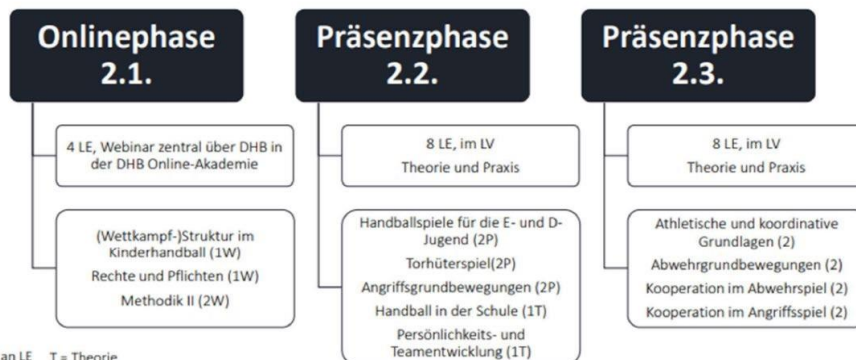 Onlinephase
2.1.
4 LE, Webinar zentral über DHB in
der DHB Online-Akademie
(Wettkampf-)Struktur im
Kinderhandball (1W)
Rechte und Pflichten (1W)
Methodik II (2W)
Präsenzphase
2.2.
8 LE, im LV
Theorie und Praxis
Handballspiele für die E- und D-
Jugend (2P)
Torhüterspiel(2P)
Angriffsgrundbewegungen (2P)
Handball in der Schule (1T)
Persönlichkeits- und
Teamentwicklung (1T)
Präsenzphase
2.3.
8 LE, im LV
Theorie und Praxis
Athletische und koordinative
Grundlagen (2)
Abwehrgrundbewegungen (2)
Kooperation im Abwehrspiel (2)
Kooperation im Angriffsspiel (2)
an LE T = Theorie